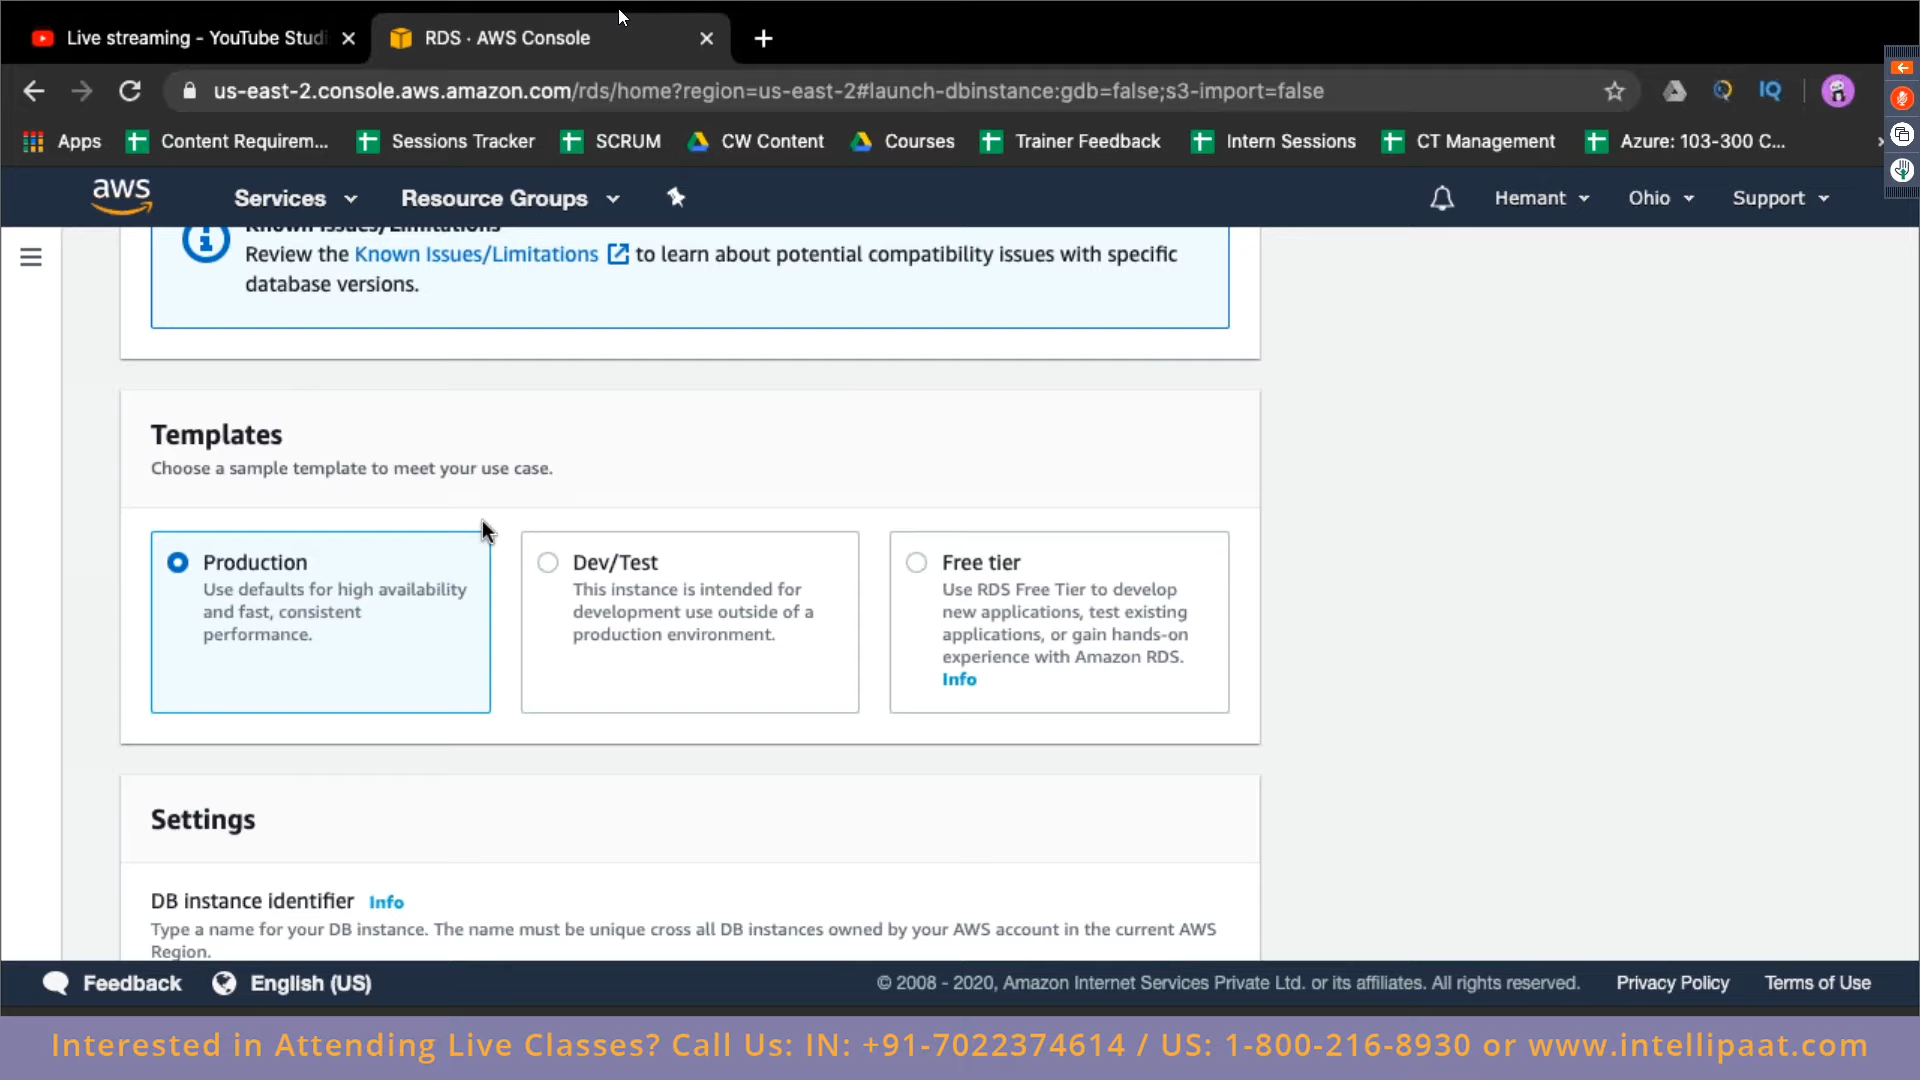 Live streaming - YouTube Studi
RDS · AWS Console
us-east-2.console.aws.amazon.com/rds/home?region=us-east-2#launch-dbinstance:gdb=false;s3-import=false
IQ
Apps
Content Requirem...
Sessions Tracker
SCRUM
CW Content
Courses
Trainer Feedback
Intern Sessions
CT Management
Azure: 103-300 C...
aws
Services
Resource Groups
Hemant
Ohio
Support
Known Issues/Limitations
Review the Known Issues/Limitations to learn about potential compatibility issues with specific
database versions.
Templates
Choose a sample template to meet your use case.
Production
Use defaults for high availability
and fast, consistent
performance.
Dev/Test
This instance is intended for
development use outside of a
production environment.
Free tier
Use RDS Free Tier to develop
new applications, test existing
applications, or gain hands-on
experience with Amazon RDS.
Info
Settings
DB instance identifier Info
Type a name for your DB instance. The name must be unique cross all DB instances owned by your AWS account in the current AWS
Region.
Feedback
English (US)
© 2008 - 2020, Amazon Internet Services Private Ltd. or its affiliates. All rights reserved.
Privacy Policy
Terms of Use
Interested in Attending Live Classes? Call Us: IN: +91-7022374614 / US: 1-800-216-8930 or www.intellipaat.com